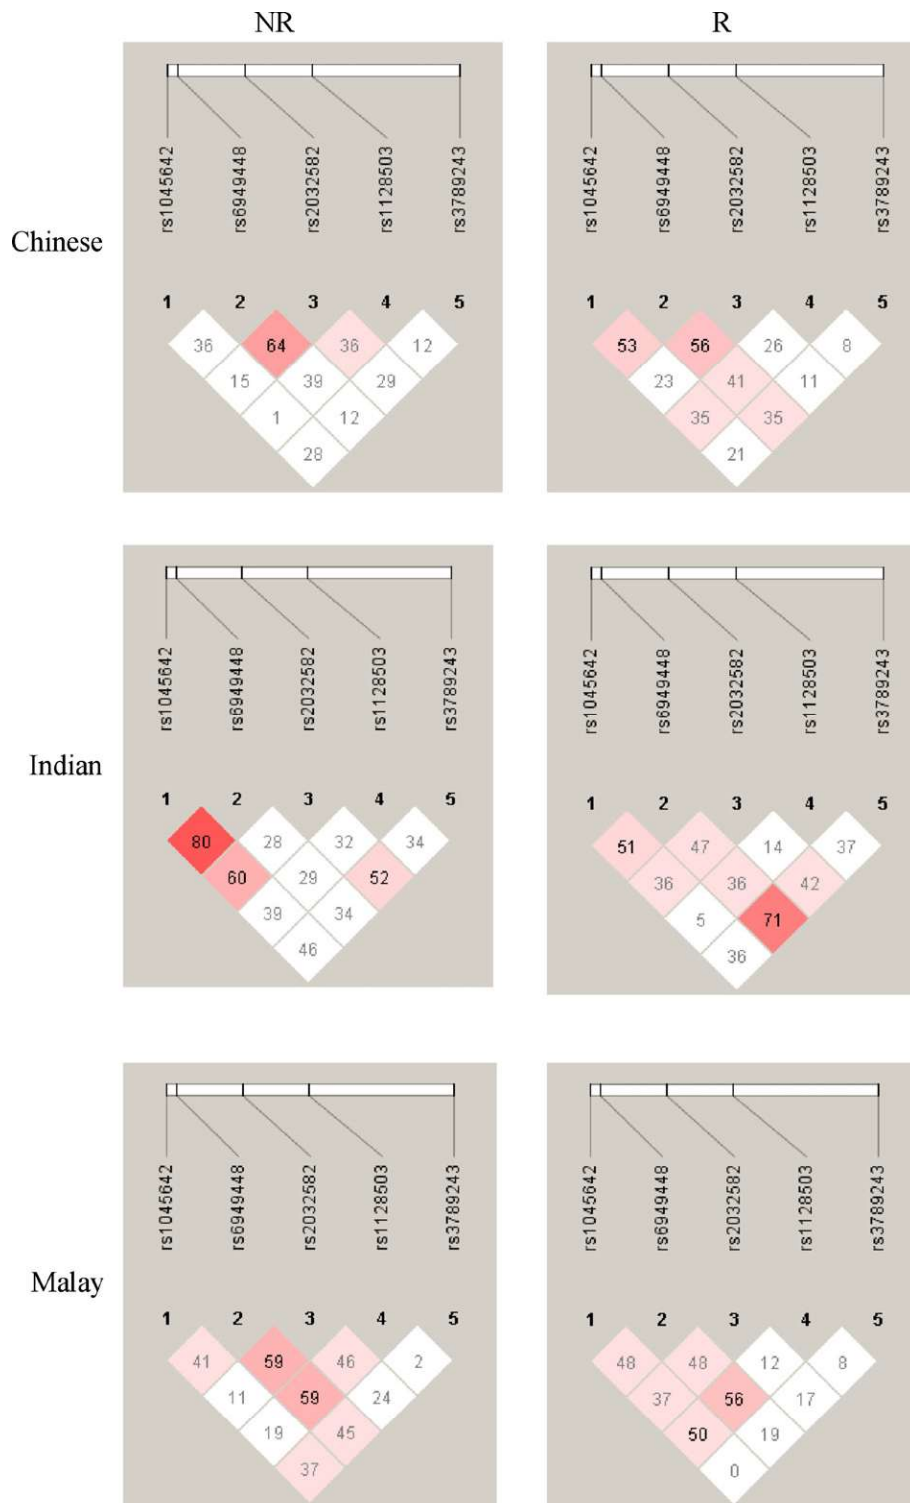 NR
R
Chinese
rs1045642
rs6949448
rs2032582
rs1128503
rs3789243
1 2 3 4 5
36 64 36 12
15 39 29
1 12
28
rs1045642
rs6949448
rs2032582
rs1128503
rs3789243
1 2 3 4 5
53 56 26 8
23 41 11
35 35
21
Indian
rs1045642
rs6949448
rs2032582
rs1128503
rs3789243
1 2 3 4 5
80 28 32 34
60 29 52
39 34
46
rs1045642
rs6949448
rs2032582
rs1128503
rs3789243
1 2 3 4 5
51 47 14 37
36 36 42
5 71
36
Malay
rs1045642
rs6949448
rs2032582
rs1128503
rs3789243
1 2 3 4 5
41 59 46 2
11 59 24
19 45
37
rs1045642
rs6949448
rs2032582
rs1128503
rs3789243
1 2 3 4 5
48 48 12 8
37 56 17
50 19
0